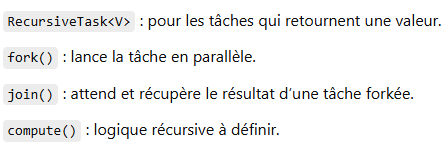 RecursiveTask<V> : pour les tâches qui retournent une valeur.
fork() : lance la tâche en parallèle.
join() : attend et récupère le résultat d’une tâche forkée.
compute() : logique récursive à définir.